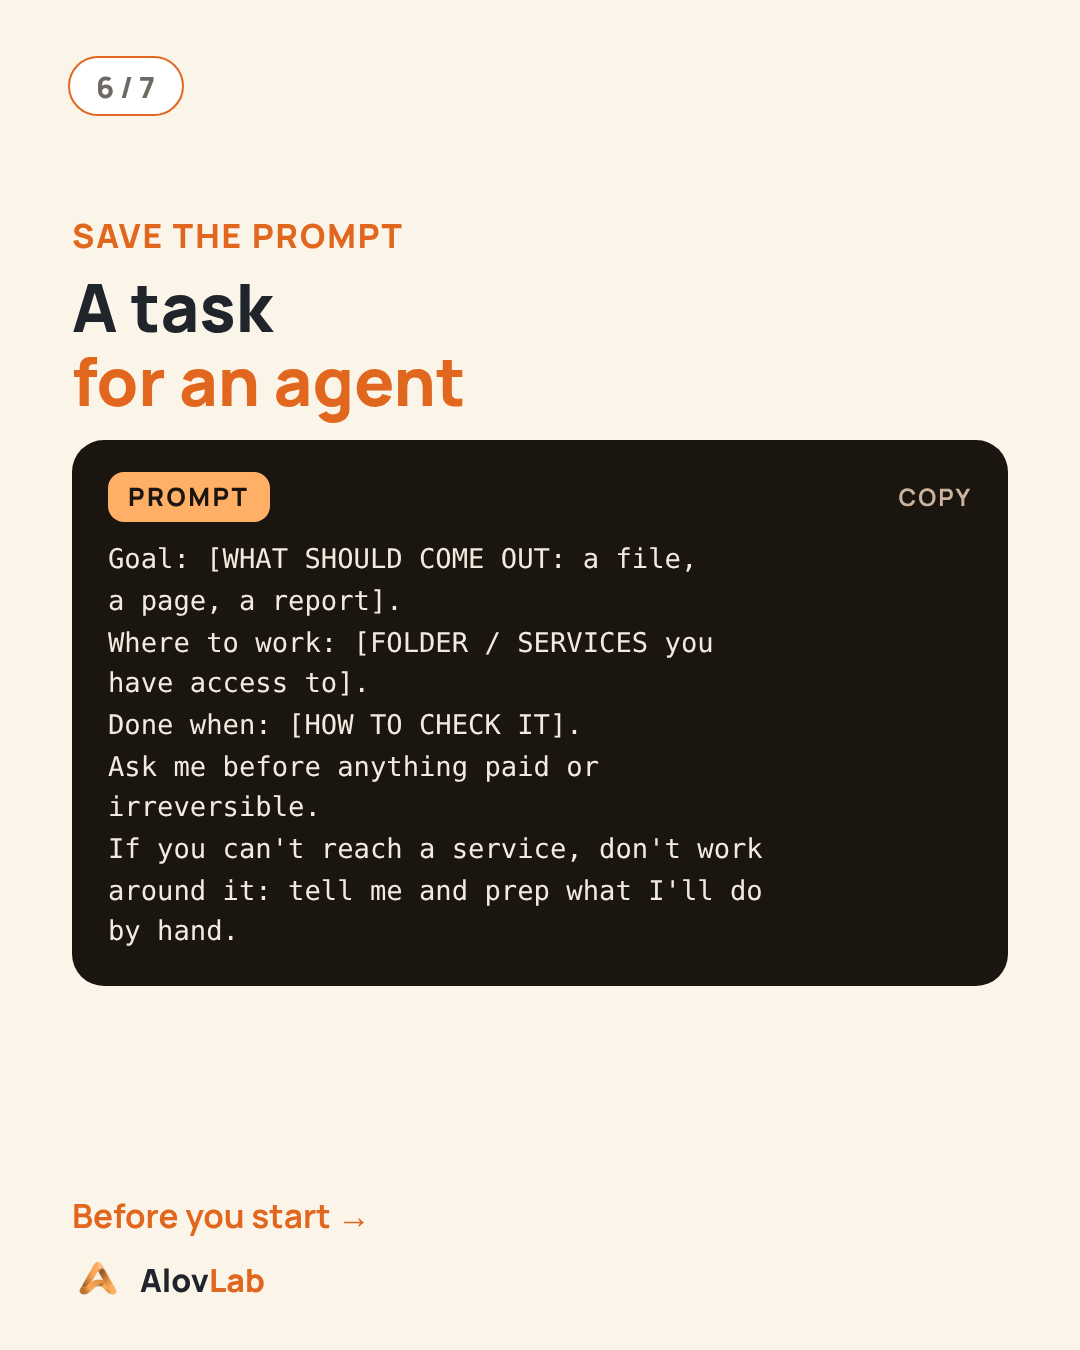 6 / 7
SAVE THE PROMPT
A task
for an agent
PROMPT
COPY
Goal: [WHAT SHOULD COME OUT: a file,
a page, a report].
Where to work: [FOLDER / SERVICES you
have access to].
Done when: [HOW TO CHECK IT].
Ask me before anything paid or
irreversible.
If you can't reach a service, don't work
around it: tell me and prep what I'll do
by hand.
Before you start →
AlovLab